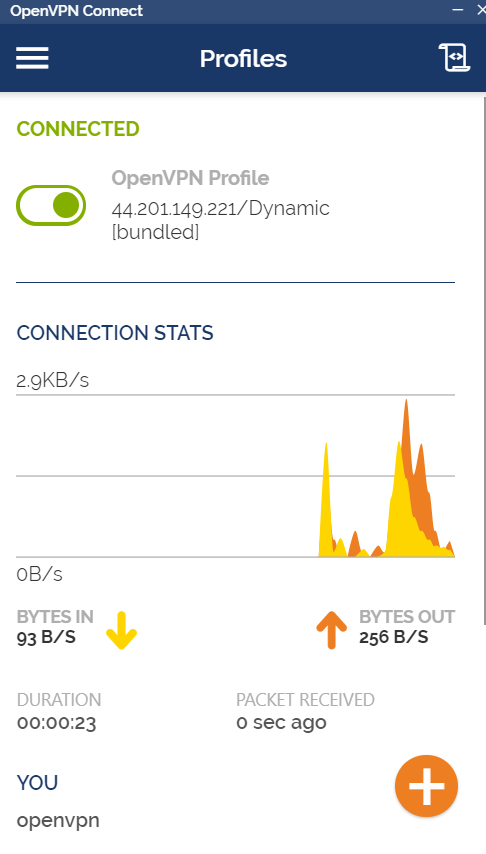 OpenVPN Connect
Profiles
CONNECTED
OpenVPN Profile
44.201.149.221/Dynamic
[bundled]
CONNECTION STATS
2.9KB/s
0B/s
BYTES IN
93 B/S
BYTES OUT
256 B/S
DURATION
00:00:23
PACKET RECEIVED
0 sec ago
YOU
openvpn